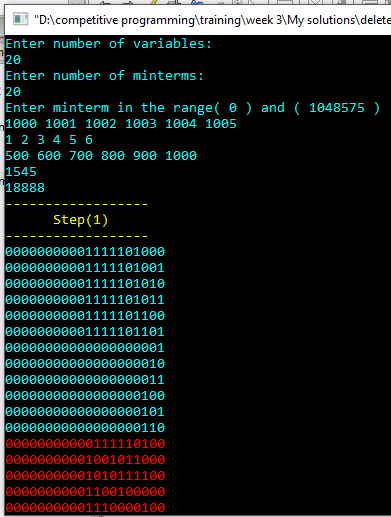 "D:\competitive programming\training\week 3\My solutions\delete
Enter number of variables:
20
Enter number of minterms:
20
Enter minterm in the range( 0 ) and ( 1048575 )
1000 1001 1002 1003 1004 1005
1 2 3 4 5 6
500 600 700 800 900 1000
1545
18888
------------------
Step(1)
------------------
00000000001111101000
00000000001111101001
00000000001111101010
00000000001111101011
00000000001111101100
00000000001111101101
00000000000000000001
00000000000000000010
00000000000000000011
00000000000000000100
00000000000000000101
00000000000000000110
00000000000111110100
00000000001001011000
00000000001010111100
00000000001100100000
00000000001110000100